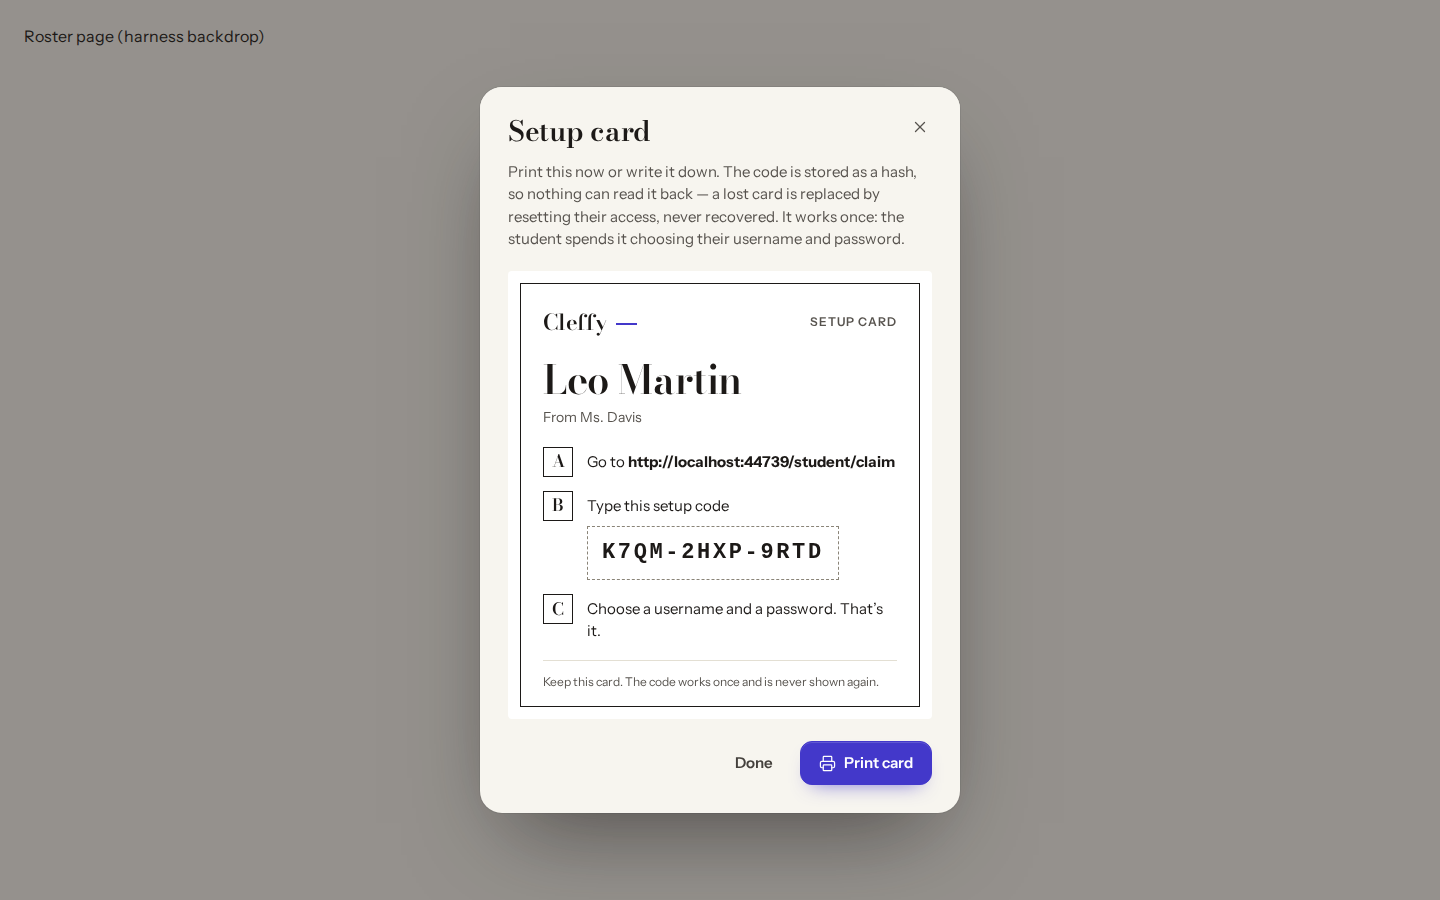 Roster page (harness backdrop)
Setup card
Print this now or write it down. The code is stored as a hash,
so nothing can read it back — a lost card is replaced by
resetting their access, never recovered. It works once: the
student spends it choosing their username and password.
Cleffy —
SETUP CARD
Leo Martin
From Ms. Davis
A Go to http://localhost:44739/student/claim
B Type this setup code
K7QM-2HXP-9RTD
C Choose a username and a password. That’s
it.
Keep this card. The code works once and is never shown again.
Done
Print card